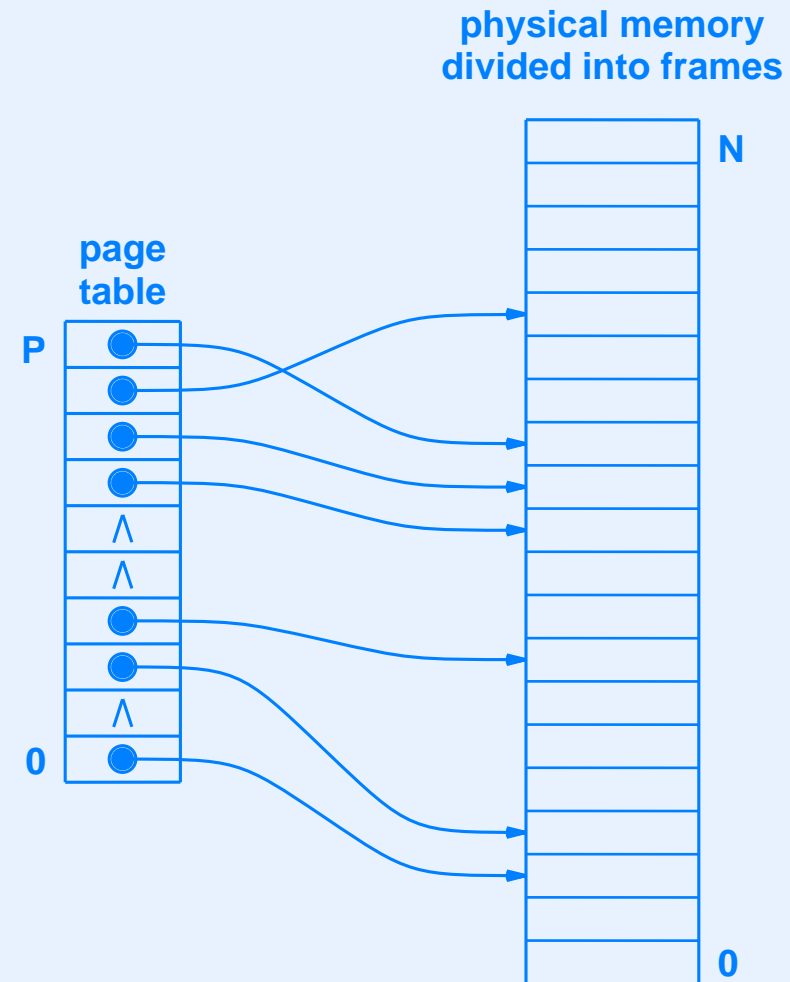 physical memory
divided into frames
N
page
table
P
Λ
Λ
Λ
0
0